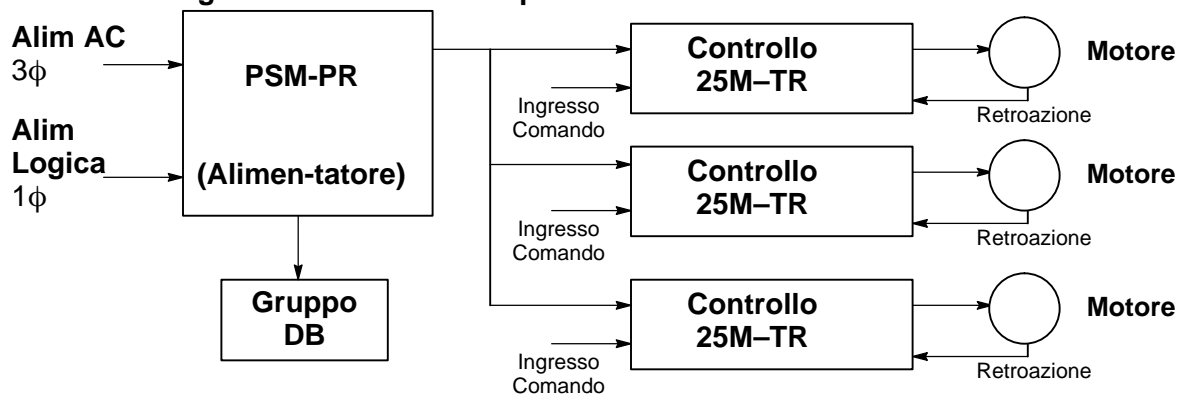 Alim AC
3ϕ
Alim
Logica
1ϕ
PSM-PR
(Alimen-tatore)
Gruppo
DB
Controllo
25M–TR
Ingresso
Comando
Motore
Retroazione
Controllo
25M–TR
Ingresso
Comando
Motore
Retroazione
Controllo
25M–TR
Ingresso
Comando
Motore
Retroazione